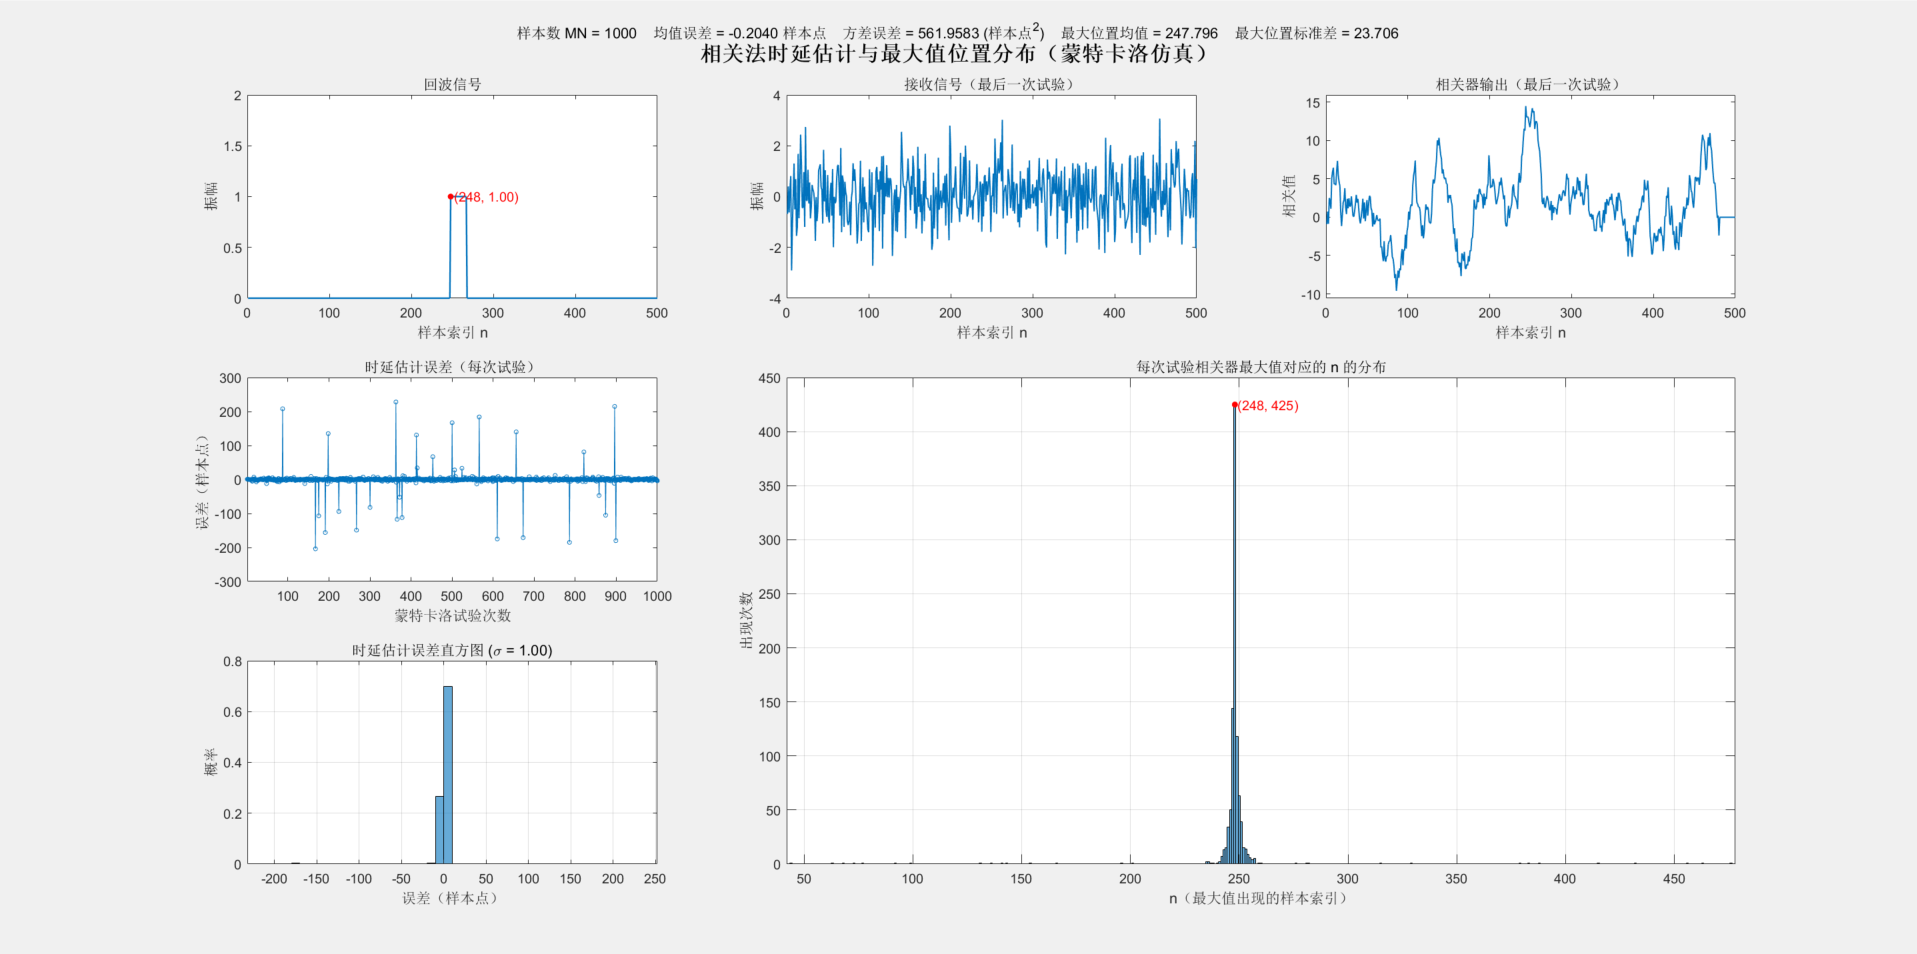 样本数 MN = 1000 均值误差 = -0.2040 样本点 方差误差 = 561.9583 (样本点²) 最大位置均值 = 247.796 最大位置标准差 = 23.706
相关法时延估计与最大值位置分布（蒙特卡洛仿真）
回波信号
2
1.5
1
0.5
0
振幅
(248, 1.00)
0 100 200 300 400 500
样本索引 n
接收信号（最后一次试验）
4
2
0
-2
-4
振幅
0 100 200 300 400 500
样本索引 n
相关器输出（最后一次试验）
15
10
5
0
-5
-10
相关值
0 100 200 300 400 500
样本索引 n
时延估计误差（每次试验）
300
200
100
0
-100
-200
-300
误差（样本点）
100 200 300 400 500 600 700 800 900 1000
蒙特卡洛试验次数
时延估计误差直方图 (σ = 1.00)
0.8
0.6
0.4
0.2
0
概率
-200 -150 -100 -50 0 50 100 150 200 250
误差（样本点）
每次试验相关器最大值对应的 n 的分布
450
400
350
300
250
200
150
100
50
0
出现次数
(248, 425)
50 100 150 200 250 300 350 400 450
n（最大值出现的样本索引）